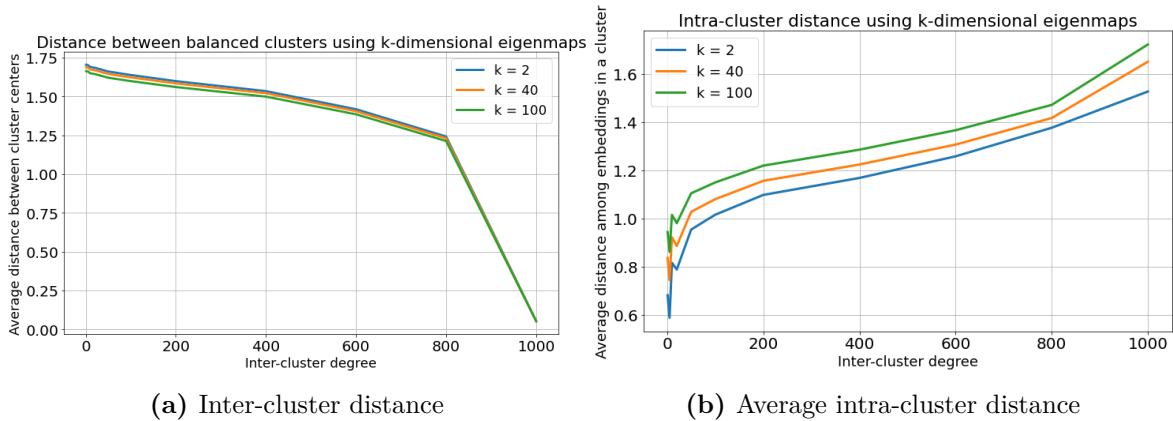 Distance between balanced clusters using k-dimensional eigenmaps
Average distance between cluster centers
1.75
1.50
1.25
1.00
0.75
0.50
0.25
0.00
k = 2
k = 40
k = 100
0 200 400 600 800 1000
Inter-cluster degree
(a) Inter-cluster distance
Intra-cluster distance using k-dimensional eigenmaps
Average distance among embeddings in a cluster
1.6
1.4
1.2
1.0
0.8
0.6
k = 2
k = 40
k = 100
0 200 400 600 800 1000
Inter-cluster degree
(b) Average intra-cluster distance